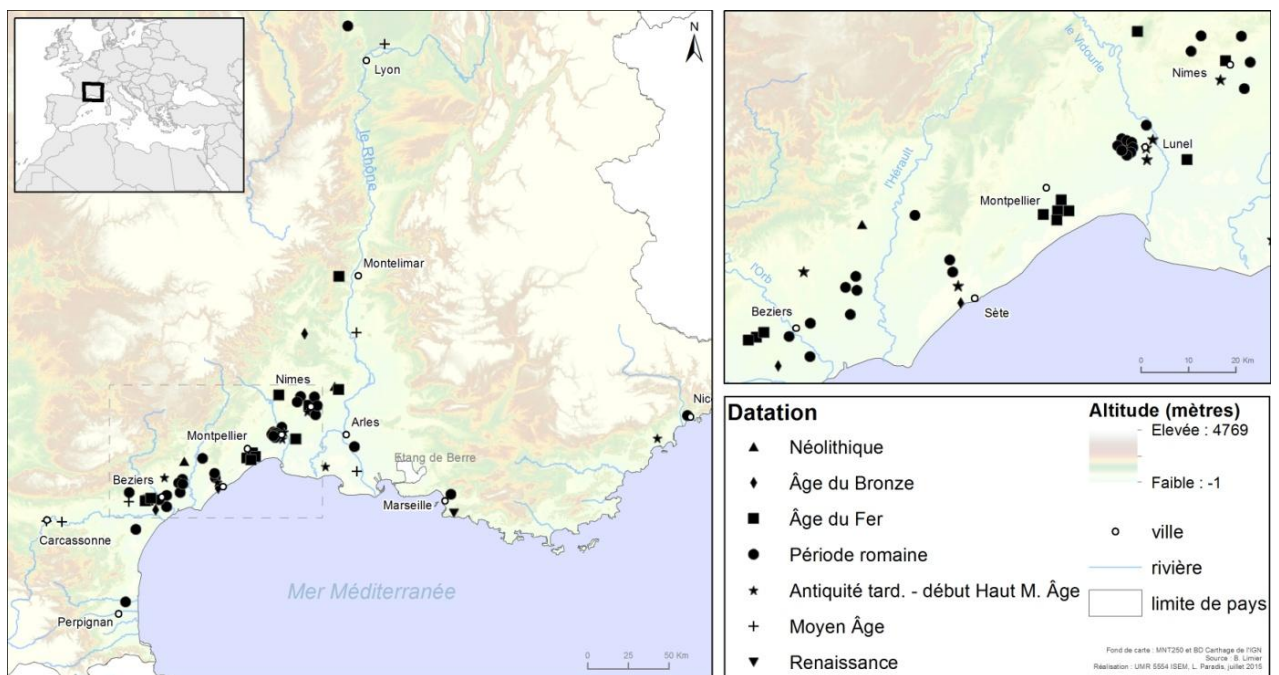 N
Lyon
le Rhône
Montelimar
Nimes
Arles
Montpellier
Etang de Berre
Beziers
Marseille
Nice
Carcassonne
Mer Méditerranée
Perpignan
0 25 50 Km
le Vidourle
Nimes
l'Hérault
Lunel
Montpellier
l'Orb
Beziers
Sète
0 10 20 Km
Datation
Néolithique
Âge du Bronze
Âge du Fer
Période romaine
Antiquité tard. - début Haut M. Âge
Moyen Âge
Renaissance
Altitude (mètres)
Elevée : 4769
Faible : -1
ville
rivière
limite de pays
Fond de carte : MNT250 et BD Carthage de l'IGN
Source : B. Limier
Réalisation : UMR 5554 ISEM, L. Paradis, juillet 2015